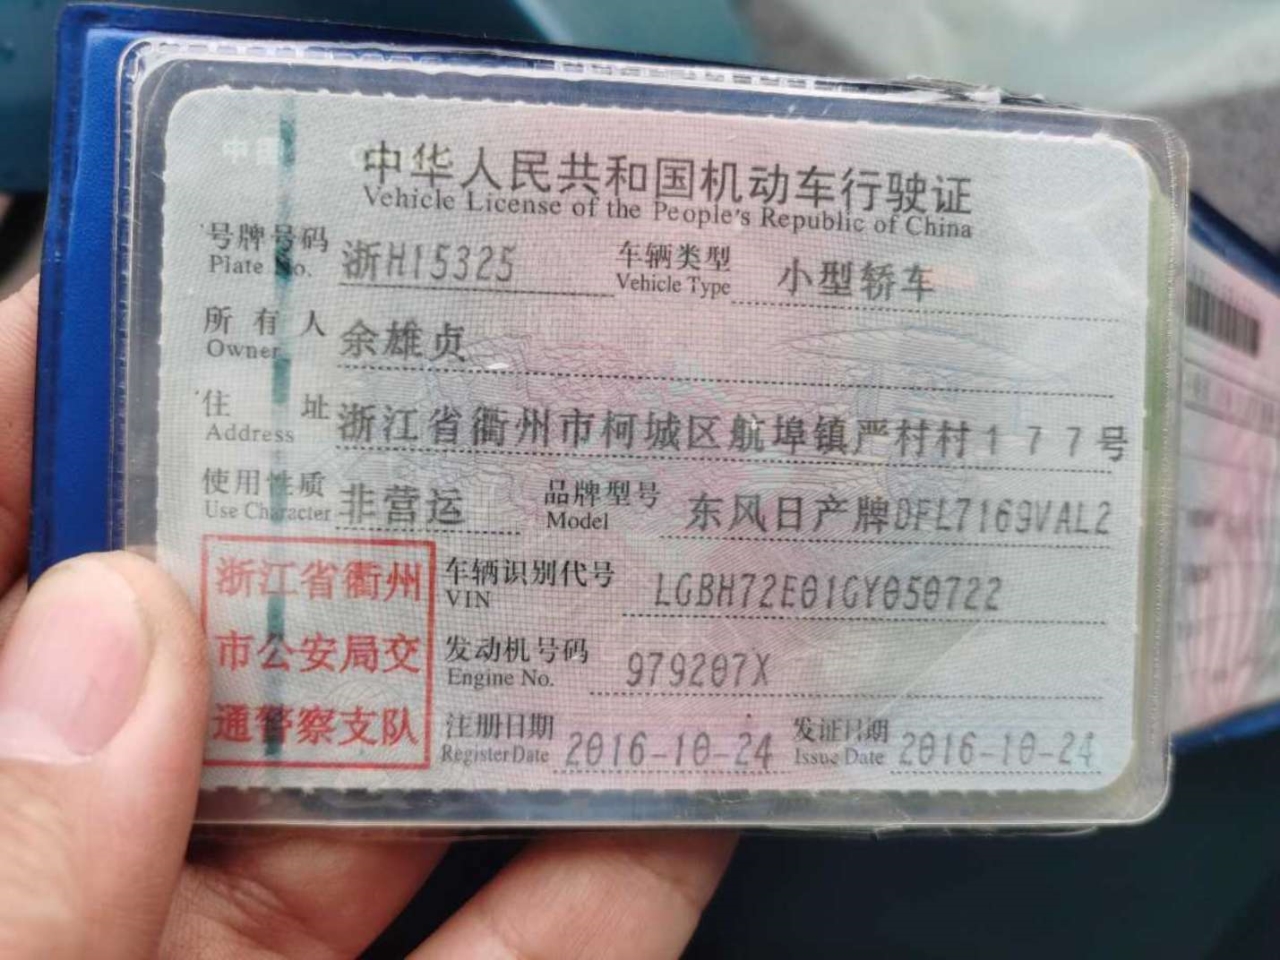 中华人民共和国机动车行驶证
Vehicle License of the People's Republic of China
号牌号码 浙H15325 车辆类型 小型轿车
Plate No. Vehicle Type
所有人 余雄贞
Owner
住址 浙江省衢州市柯城区航埠镇严村村177号
Address
使用性质 非营运 品牌型号 东风日产牌DFL7169VAL2
Use Character Model
浙江省衢州
市公安局交
通警察支队
车辆识别代号 LGBH72E01GY050722
VIN
发动机号码 979207X
Engine No.
注册日期 2016-10-24 发证日期 2016-10-24
Register Date Issue Date